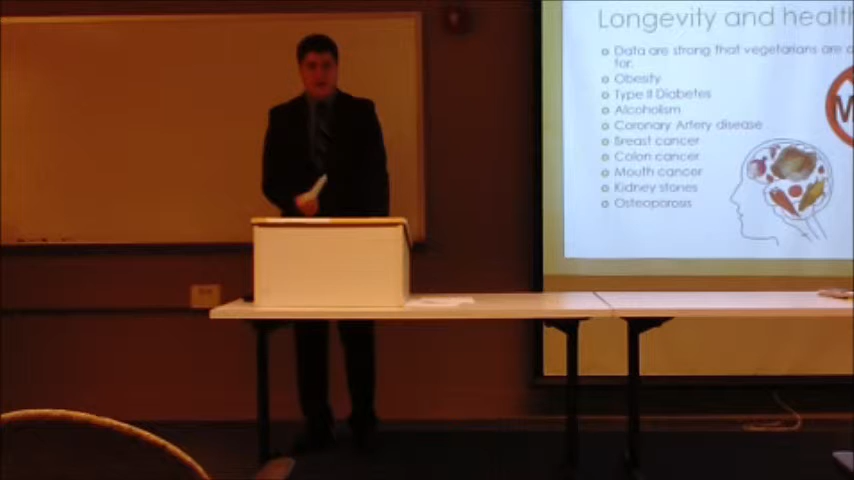 Longevity and health
Data are strong that vegetarians are a
for.
Obesity
Type II Diabetes
Alcoholism
Coronary Artery disease
Breast cancer
Colon cancer
Mouth cancer
Kidney stones
Osteoporosis
M